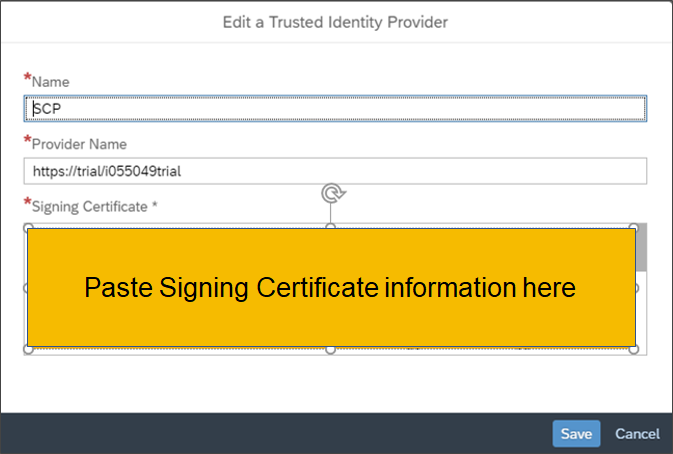 Edit a Trusted Identity Provider
*Name
SCP
*Provider Name
https://trial/i055049trial
*Signing Certificate *
Paste Signing Certificate information here
Save Cancel